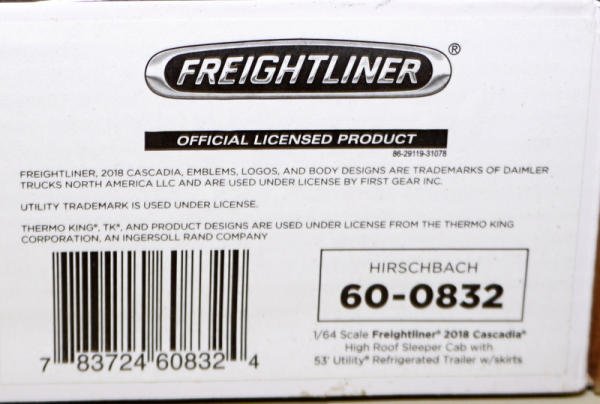 FREIGHTLINER ®
OFFICIAL LICENSED PRODUCT
86-29119-31078
FREIGHTLINER, 2018 CASCADIA, EMBLEMS, LOGOS, AND BODY DESIGNS ARE TRADEMARKS OF DAIMLER
TRUCKS NORTH AMERICA LLC AND ARE USED UNDER LICENSE BY FIRST GEAR INC.
UTILITY TRADEMARK IS USED UNDER LICENSE.
THERMO KING®, TK®, AND PRODUCT DESIGNS ARE USED UNDER LICENSE FROM THE THERMO KING
CORPORATION, AN INGERSOLL RAND COMPANY
HIRSCHBACH
60-0832
1/64 Scale Freightliner® 2018 Cascadia®
High Roof Sleeper Cab with
53' Utility® Refrigerated Trailer w/skirts
7 83724 60832 4